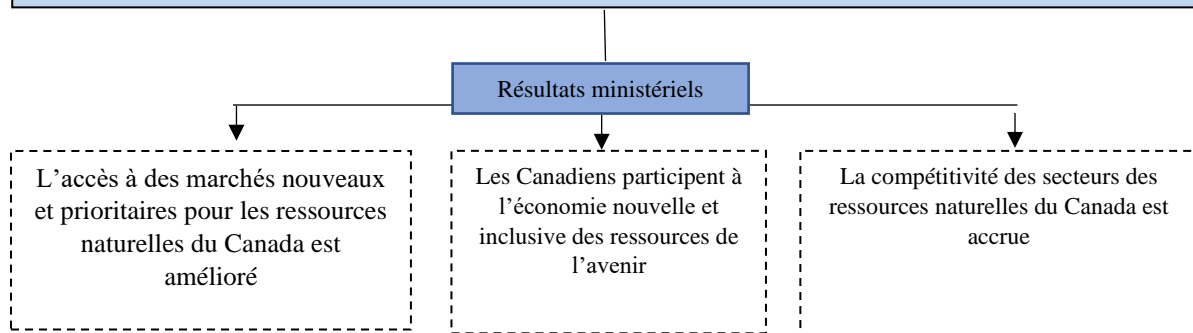 Résultats ministériels
L’accès à des marchés nouveaux
et prioritaires pour les ressources
naturelles du Canada est
amélioré
Les Canadiens participent à
l’économie nouvelle et
inclusive des ressources de
l’avenir
La compétitivité des secteurs des
ressources naturelles du Canada est
accrue